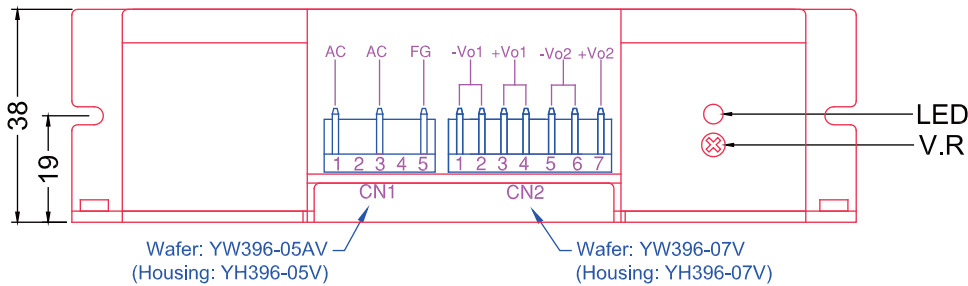 AC AC FG -Vo1 +Vo1 -Vo2 +Vo2
38
19
LED
V.R
1 2 3 4 5 1 2 3 4 5 6 7
CN1 CN2
Wafer: YW396-05AV
(Housing: YH396-05V)
Wafer: YW396-07V
(Housing: YH396-07V)